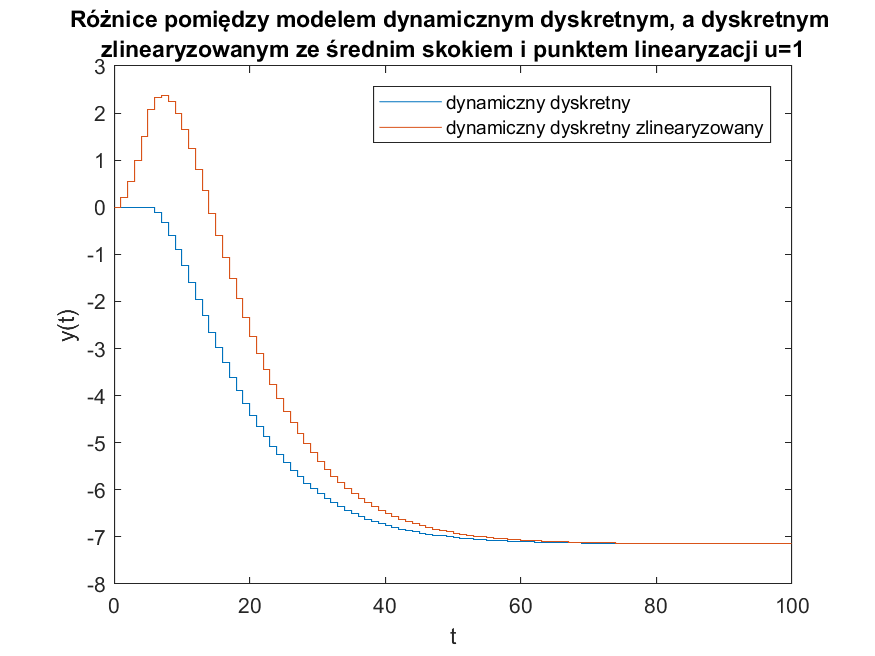 Różnice pomiędzy modelem dynamicznym dyskretnym, a dyskretnym
zlinearyzowanym ze średnim skokiem i punktem linearyzacji u=1
dynamiczny dyskretny
dynamiczny dyskretny zlinearyzowany
y(t)
3
2
1
0
-1
-2
-3
-4
-5
-6
-7
-8
0 20 40 60 80 100
t